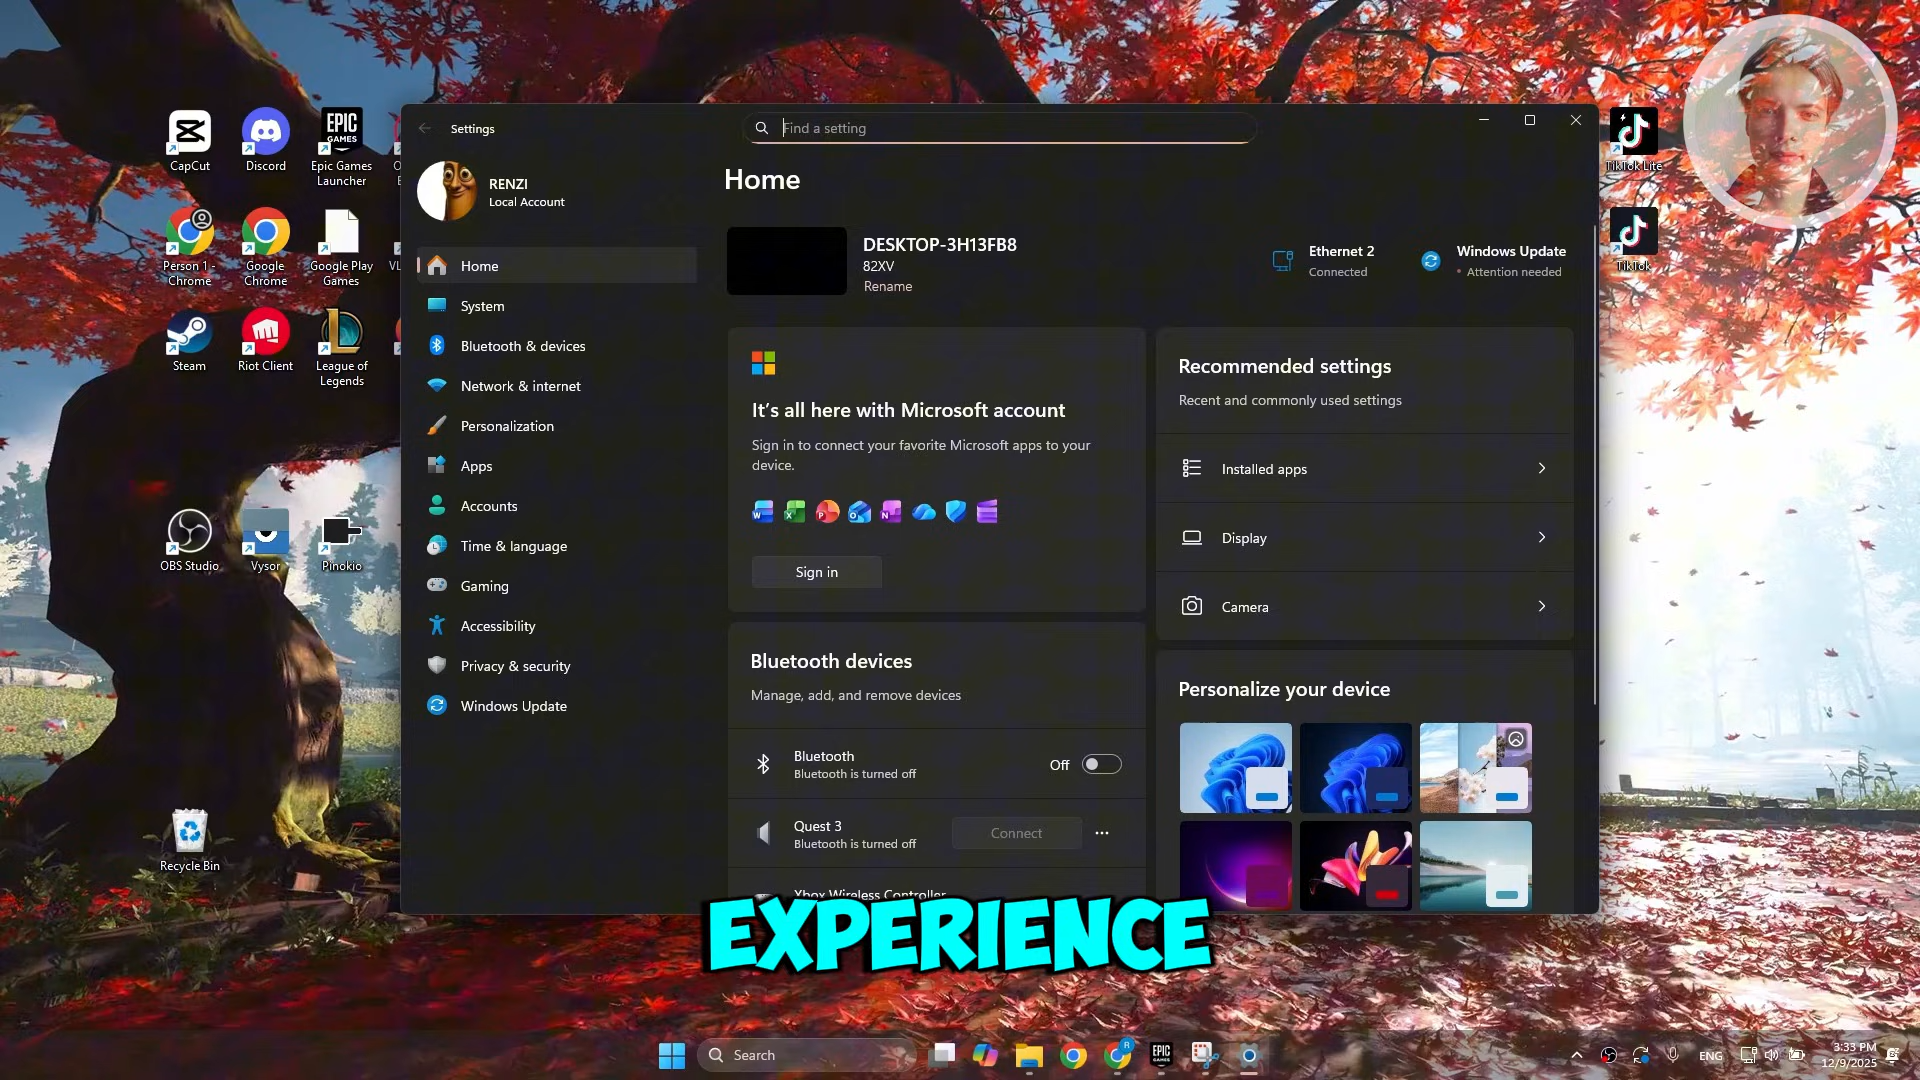 CapCut
Discord
EPIC
GAMES
Epic Games
Launcher
Person 1 -
Chrome
Google
Chrome
Google Play
Games
Steam
Riot Client
League of
Legends
OBS Studio
Vysor
Pinokio
Recycle Bin
TikTok Lite
TikTok
Settings
Find a setting
RENZI
Local Account
Home
System
Bluetooth & devices
Network & internet
Personalization
Apps
Accounts
Time & language
Gaming
Accessibility
Privacy & security
Windows Update
Home
DESKTOP-3H13FB8
82XV
Rename
Ethernet 2
Connected
Windows Update
• Attention needed
It's all here with Microsoft account
Sign in to connect your favorite Microsoft apps to your
device.
Sign in
Recommended settings
Recent and commonly used settings
Installed apps
Display
Camera
Bluetooth devices
Manage, add, and remove devices
Bluetooth
Bluetooth is turned off
Off
Quest 3
Bluetooth is turned off
Connect
Xbox Wireless Controller
Personalize your device
EXPERIENCE
Search
EPIC
ENG
3:33 PM
12/9/2025